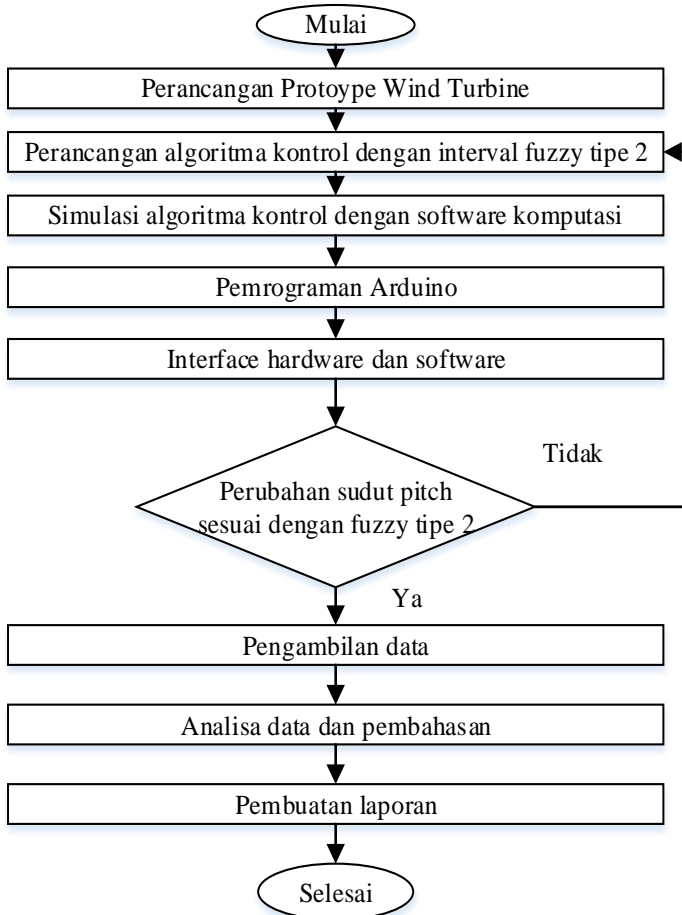 Mulai
Perancangan Protoype Wind Turbine
Perancangan algoritma kontrol dengan interval fuzzy tipe 2
Simulasi algoritma kontrol dengan software komputasi
Pemrograman Arduino
Interface hardware dan software
Tidak
Perubahan sudut pitch
sesuai dengan fuzzy tipe 2
Ya
Pengambilan data
Analisa data dan pembahasan
Pembuatan laporan
Selesai